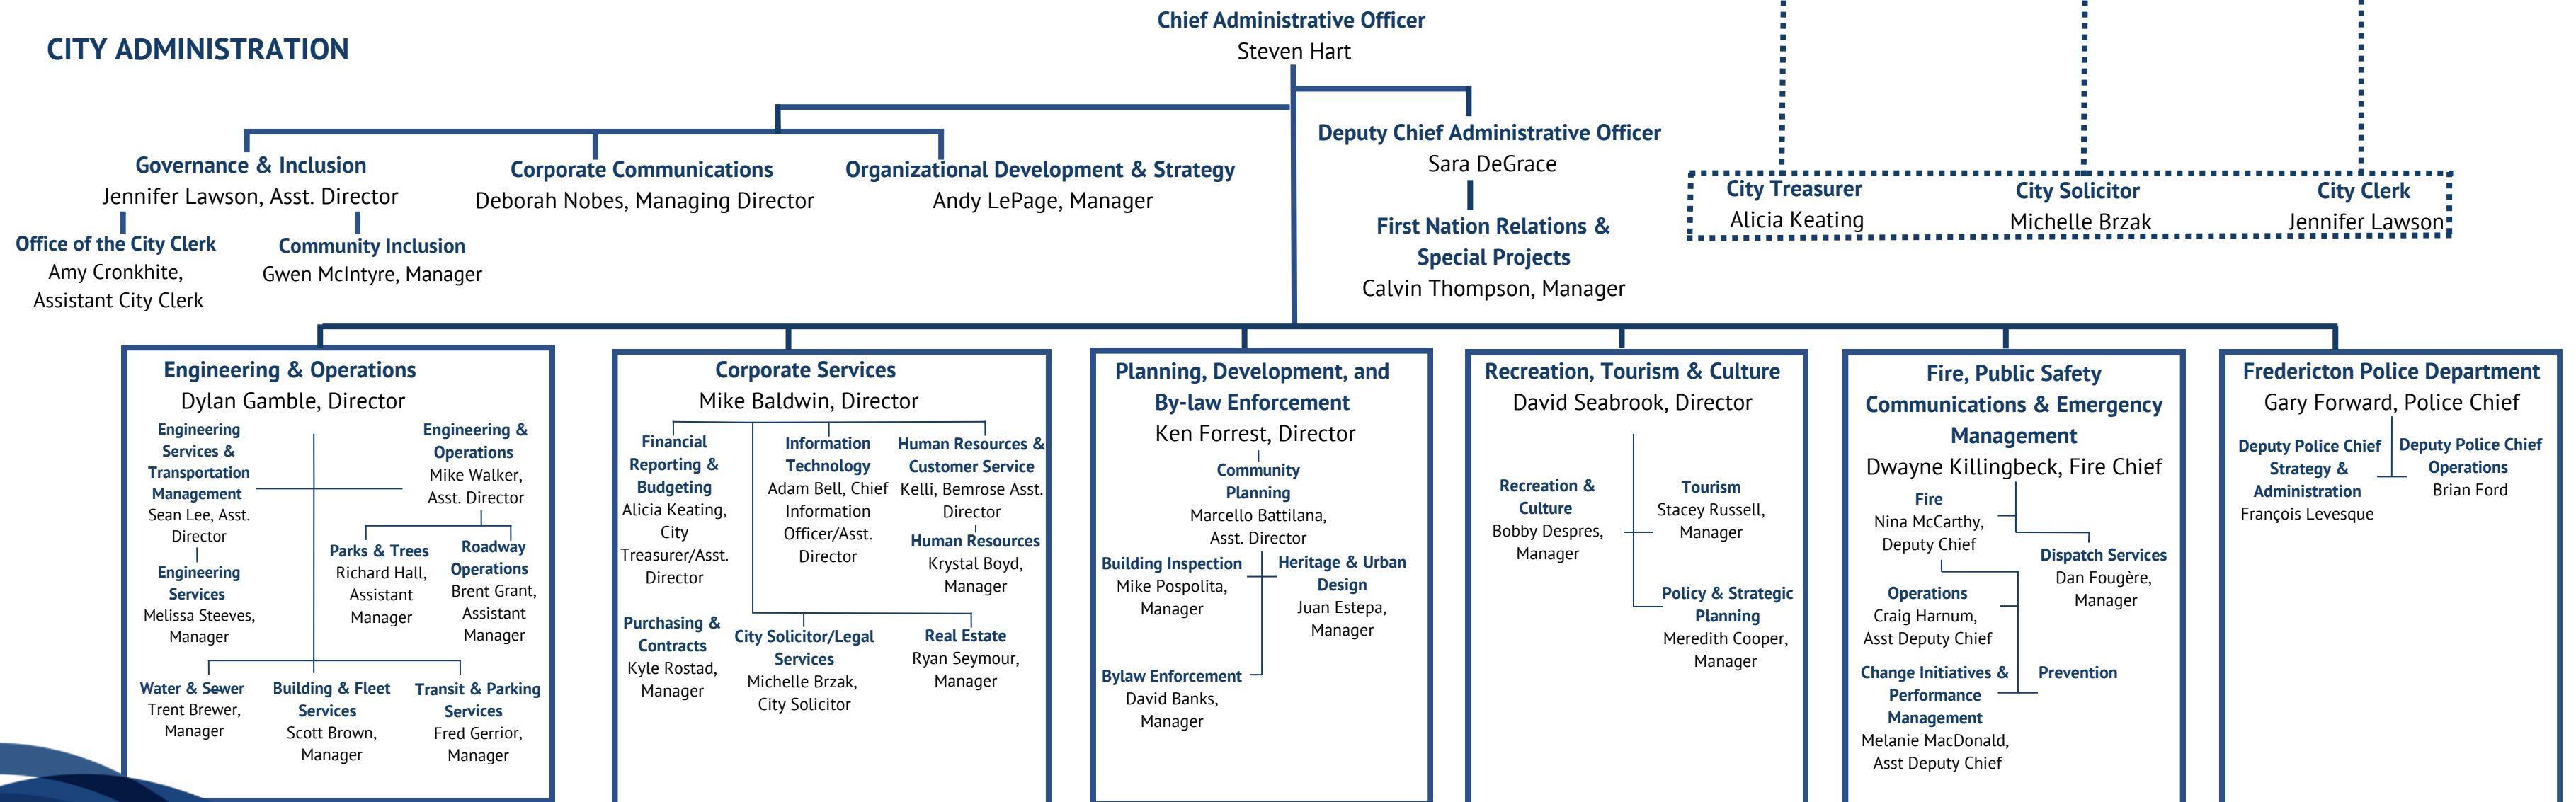 CITY ADMINISTRATION
Chief Administrative Officer
Steven Hart
Governance & Inclusion
Jennifer Lawson, Asst. Director
Office of the City Clerk
Amy Cronkhite,
Assistant City Clerk
Community Inclusion
Gwen McIntyre, Manager
Corporate Communications
Deborah Nobes, Managing Director
Organizational Development & Strategy
Andy LePage, Manager
Deputy Chief Administrative Officer
Sara DeGrace
First Nation Relations &
Special Projects
Calvin Thompson, Manager
City Treasurer
Alicia Keating
City Solicitor
Michelle Brzak
City Clerk
Jennifer Lawson
Engineering & Operations
Dylan Gamble, Director
Engineering
Services &
Transportation
Management
Sean Lee, Asst.
Director
Engineering
Services
Melissa Steeves,
Manager
Engineering &
Operations
Mike Walker,
Asst. Director
Parks & Trees
Richard Hall,
Assistant
Manager
Roadway
Operations
Brent Grant,
Assistant
Manager
Water & Sewer
Trent Brewer,
Manager
Building & Fleet
Services
Scott Brown,
Manager
Transit & Parking
Services
Fred Gerrior,
Manager
Corporate Services
Mike Baldwin, Director
Financial
Reporting &
Budgeting
Alicia Keating,
City
Treasurer/Asst.
Director
Information
Technology
Adam Bell, Chief
Information
Officer/Asst.
Director
Human Resources &
Customer Service
Kelli, Bemrose Asst.
Director
Human Resources
Krystal Boyd,
Manager
Purchasing &
Contracts
Kyle Rostad,
Manager
City Solicitor/Legal
Services
Michelle Brzak,
City Solicitor
Real Estate
Ryan Seymour,
Manager
Planning, Development, and
By-law Enforcement
Ken Forrest, Director
Community
Planning
Marcello Battilana,
Asst. Director
Building Inspection
Mike Pospolita,
Manager
Heritage & Urban
Design
Juan Estepa,
Manager
Bylaw Enforcement
David Banks,
Manager
Recreation, Tourism & Culture
David Seabrook, Director
Recreation &
Culture
Bobby Despres,
Manager
Tourism
Stacey Russell,
Manager
Policy & Strategic
Planning
Meredith Cooper,
Manager
Fire, Public Safety
Communications & Emergency
Management
Dwayne Killingbeck, Fire Chief
Fire
Nina McCarthy,
Deputy Chief
Dispatch Services
Dan Fougère,
Manager
Operations
Craig Harnum,
Asst Deputy Chief
Change Initiatives &
Performance
Management
Melanie MacDonald,
Asst Deputy Chief
Prevention
Fredericton Police Department
Gary Forward, Police Chief
Deputy Police Chief
Strategy &
Administration
François Levesque
Deputy Police Chief
Operations
Brian Ford